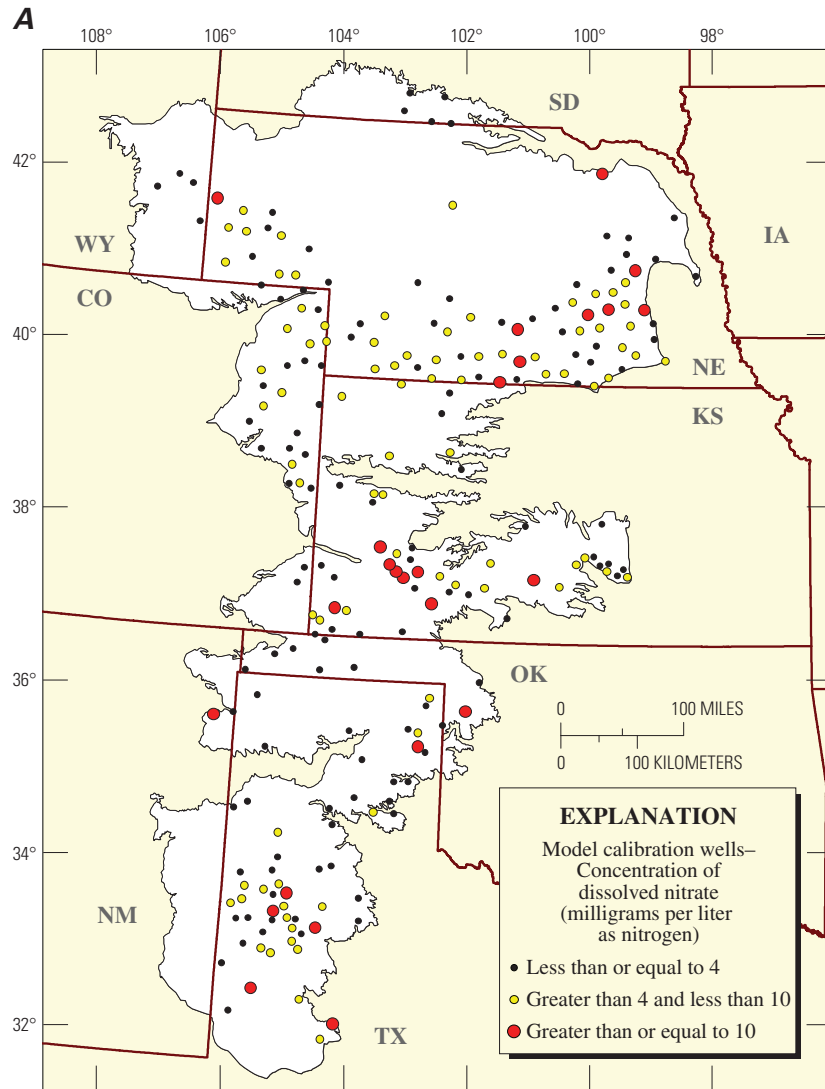 A
108° 106° 104° 102° 100° 98°
SD
42°
WY
IA
CO
40°
NE
KS
38°
36°
OK
0 100 MILES
0 100 KILOMETERS
EXPLANATION
Model calibration wells–
Concentration of
dissolved nitrate
(milligrams per liter
as nitrogen)
Less than or equal to 4
Greater than 4 and less than 10
Greater than or equal to 10
34°
NM
32°
TX